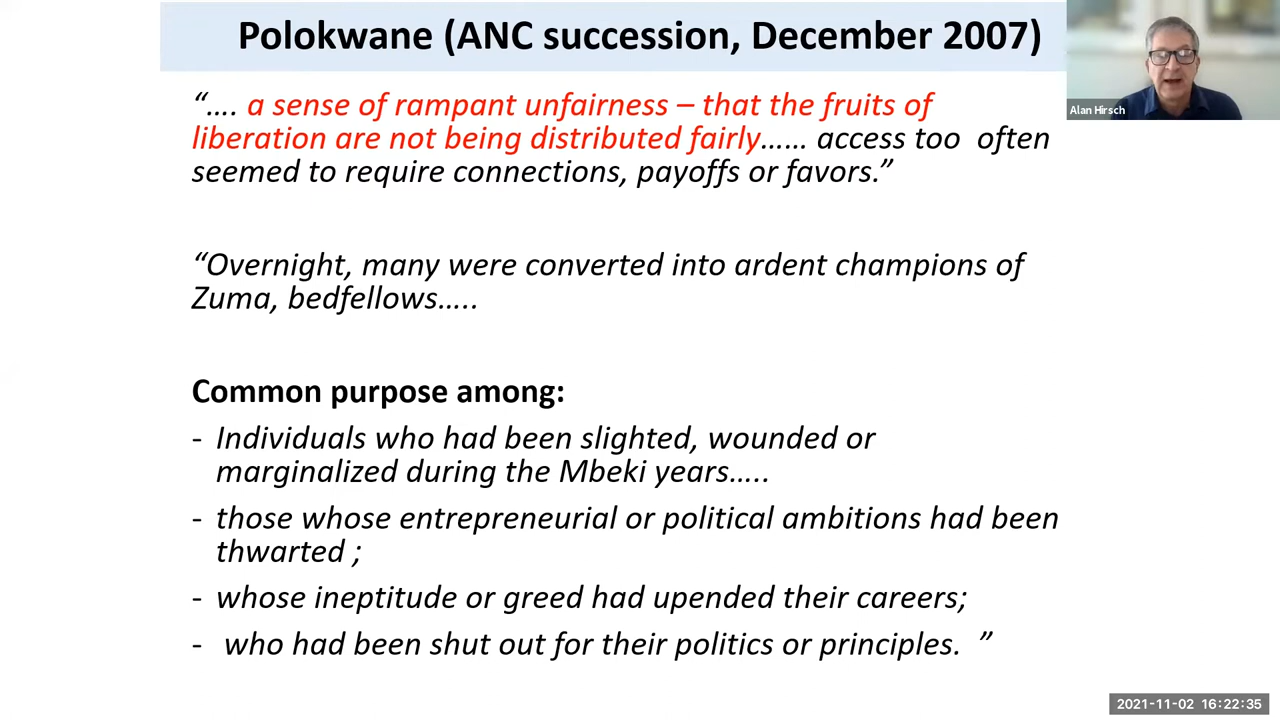 Polokwane (ANC succession, December 2007)
Alan Hirsch
“…. a sense of rampant unfairness – that the fruits of
liberation are not being distributed fairly…… access too  often
seemed to require connections, payoffs or favors.”
“Overnight, many were converted into ardent champions of
Zuma, bedfellows…..
Common purpose among:
- Individuals who had been slighted, wounded or
marginalized during the Mbeki years…..
- those whose entrepreneurial or political ambitions had been
thwarted ;
- whose ineptitude or greed had upended their careers;
- who had been shut out for their politics or principles.  ”
2021-11-02 16:22:35